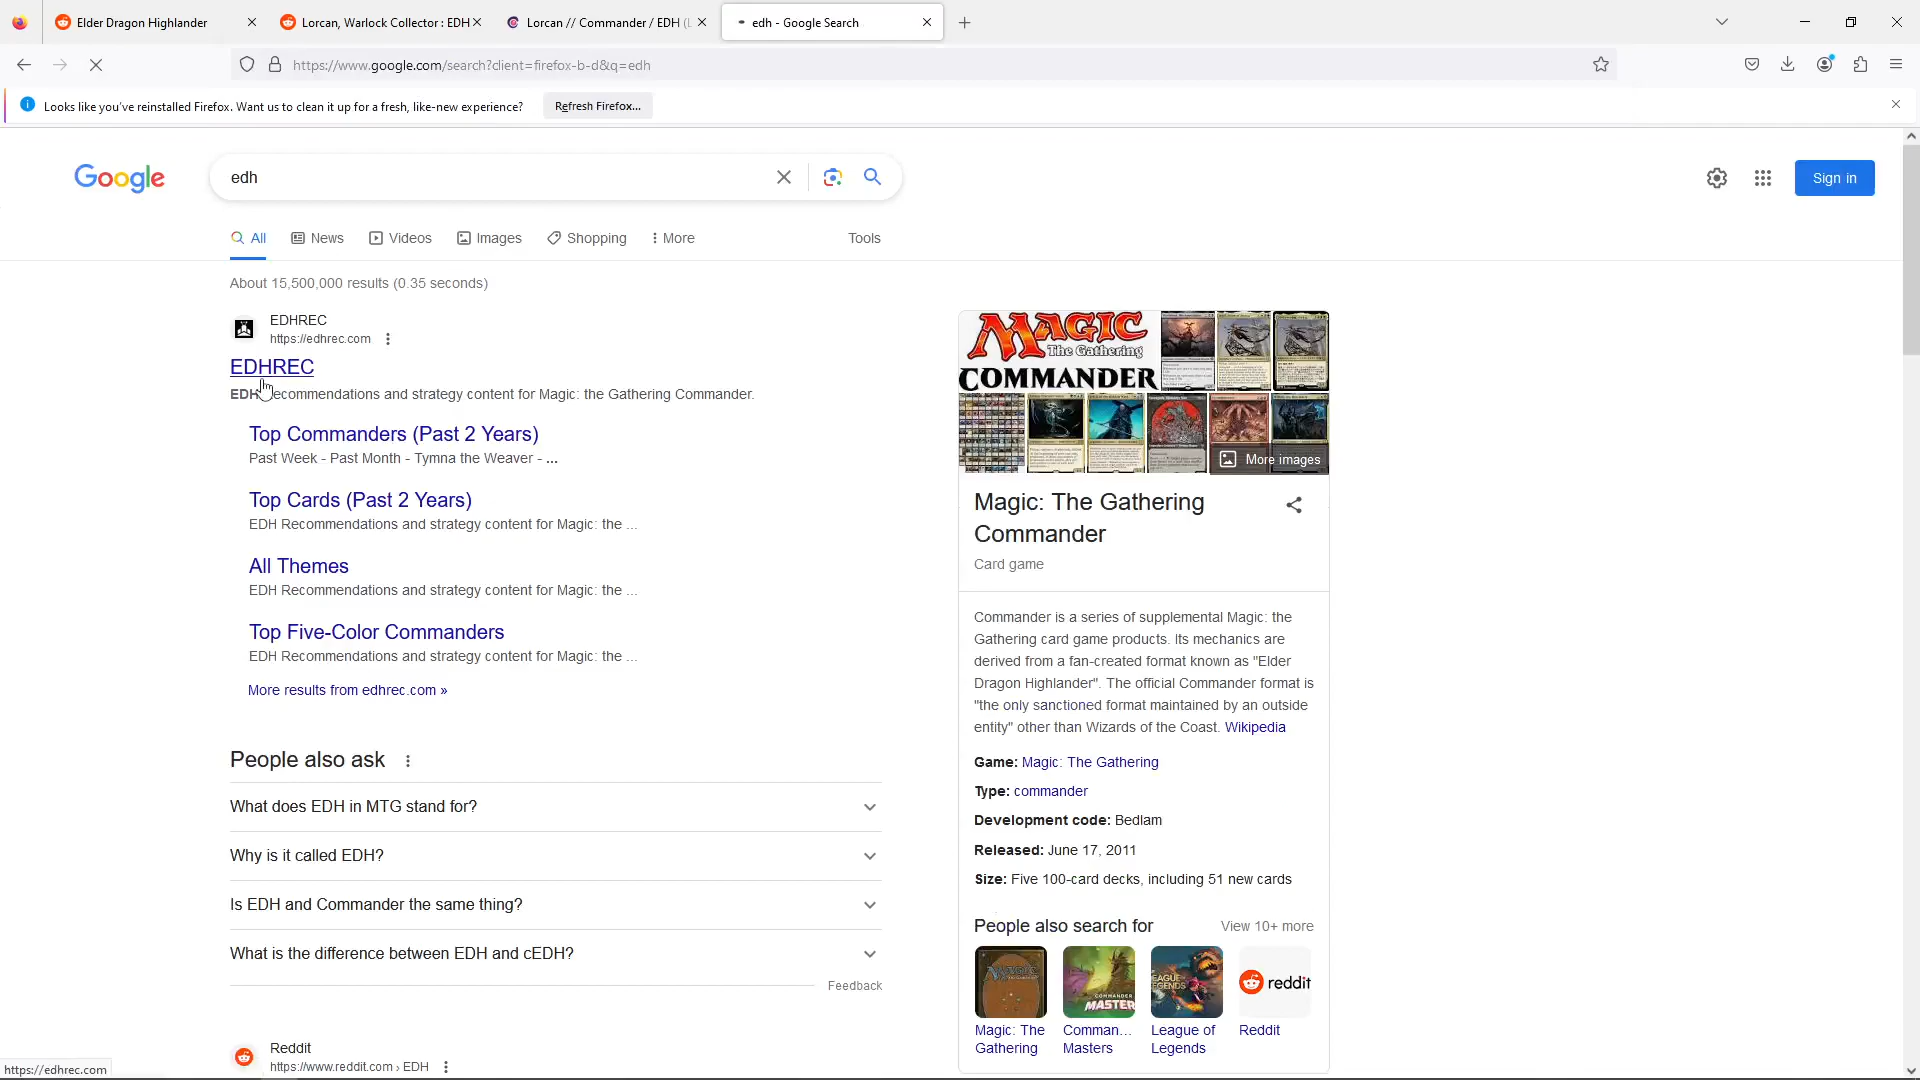 Elder Dragon Highlander
Lorcan, Warlock Collector : EDH
Lorcan // Commander / EDH (
edh - Google Search
https://www.google.com/search?client=firefox-b-d&q=edh
Looks like you've reinstalled Firefox. Want us to clean it up for a fresh, like-new experience?
Refresh Firefox...
Google
edh
Sign in
All
News
Videos
Images
Shopping
More
Tools
About 15,500,000 results (0.35 seconds)
EDHREC
https://edhrec.com
EDHREC
EDH ecommendations and strategy content for Magic: the Gathering Commander.
Top Commanders (Past 2 Years)
Past Week - Past Month - Tymna the Weaver - ...
Top Cards (Past 2 Years)
EDH Recommendations and strategy content for Magic: the ...
All Themes
EDH Recommendations and strategy content for Magic: the ...
Top Five-Color Commanders
EDH Recommendations and strategy content for Magic: the ...
More results from edhrec.com »
People also ask
What does EDH in MTG stand for?
Why is it called EDH?
Is EDH and Commander the same thing?
What is the difference between EDH and cEDH?
Feedback
Reddit
https://www.reddit.com › EDH
https://edhrec.com
MAGIC
The Gathering
COMMANDER
More images
Magic: The Gathering
Commander
Card game
Commander is a series of supplemental Magic: the
Gathering card game products. Its mechanics are
derived from a fan-created format known as "Elder
Dragon Highlander". The official Commander format is
"the only sanctioned format maintained by an outside
entity" other than Wizards of the Coast. Wikipedia
Game: Magic: The Gathering
Type: commander
Development code: Bedlam
Released: June 17, 2011
Size: Five 100-card decks, including 51 new cards
People also search for
View 10+ more
COMMANDER
MASTER
LEAGUE OF
LEGENDS
reddit
Magic: The
Gathering
Comman...
Masters
League of
Legends
Reddit